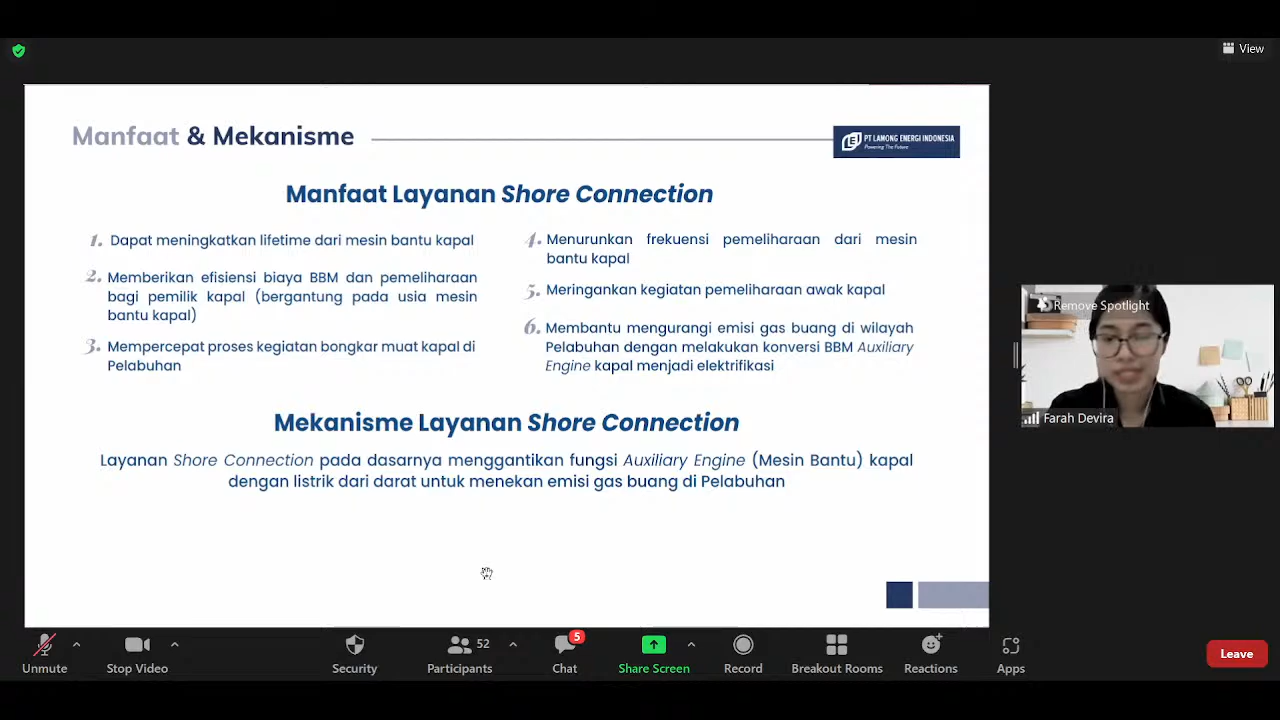 View
Manfaat & Mekanisme
PT LAMONG ENERGI INDONESIA
Powering The Future
Manfaat Layanan Shore Connection
1. Dapat meningkatkan lifetime dari mesin bantu kapal
2. Memberikan efisiensi biaya BBM dan pemeliharaan
bagi pemilik kapal (bergantung pada usia mesin
bantu kapal)
3. Mempercepat proses kegiatan bongkar muat kapal di
Pelabuhan
4. Menurunkan frekuensi pemeliharaan dari mesin
bantu kapal
5. Meringankan kegiatan pemeliharaan awak kapal
6. Membantu mengurangi emisi gas buang di wilayah
Pelabuhan dengan melakukan konversi BBM Auxiliary
Engine kapal menjadi elektrifikasi
Mekanisme Layanan Shore Connection
Layanan Shore Connection pada dasarnya menggantikan fungsi Auxiliary Engine (Mesin Bantu) kapal
dengan listrik dari darat untuk menekan emisi gas buang di Pelabuhan
Remove Spotlight
Farah Devira
Unmute
Stop Video
Security
52
Participants
5
Chat
Share Screen
Record
Breakout Rooms
Reactions
Apps
Leave